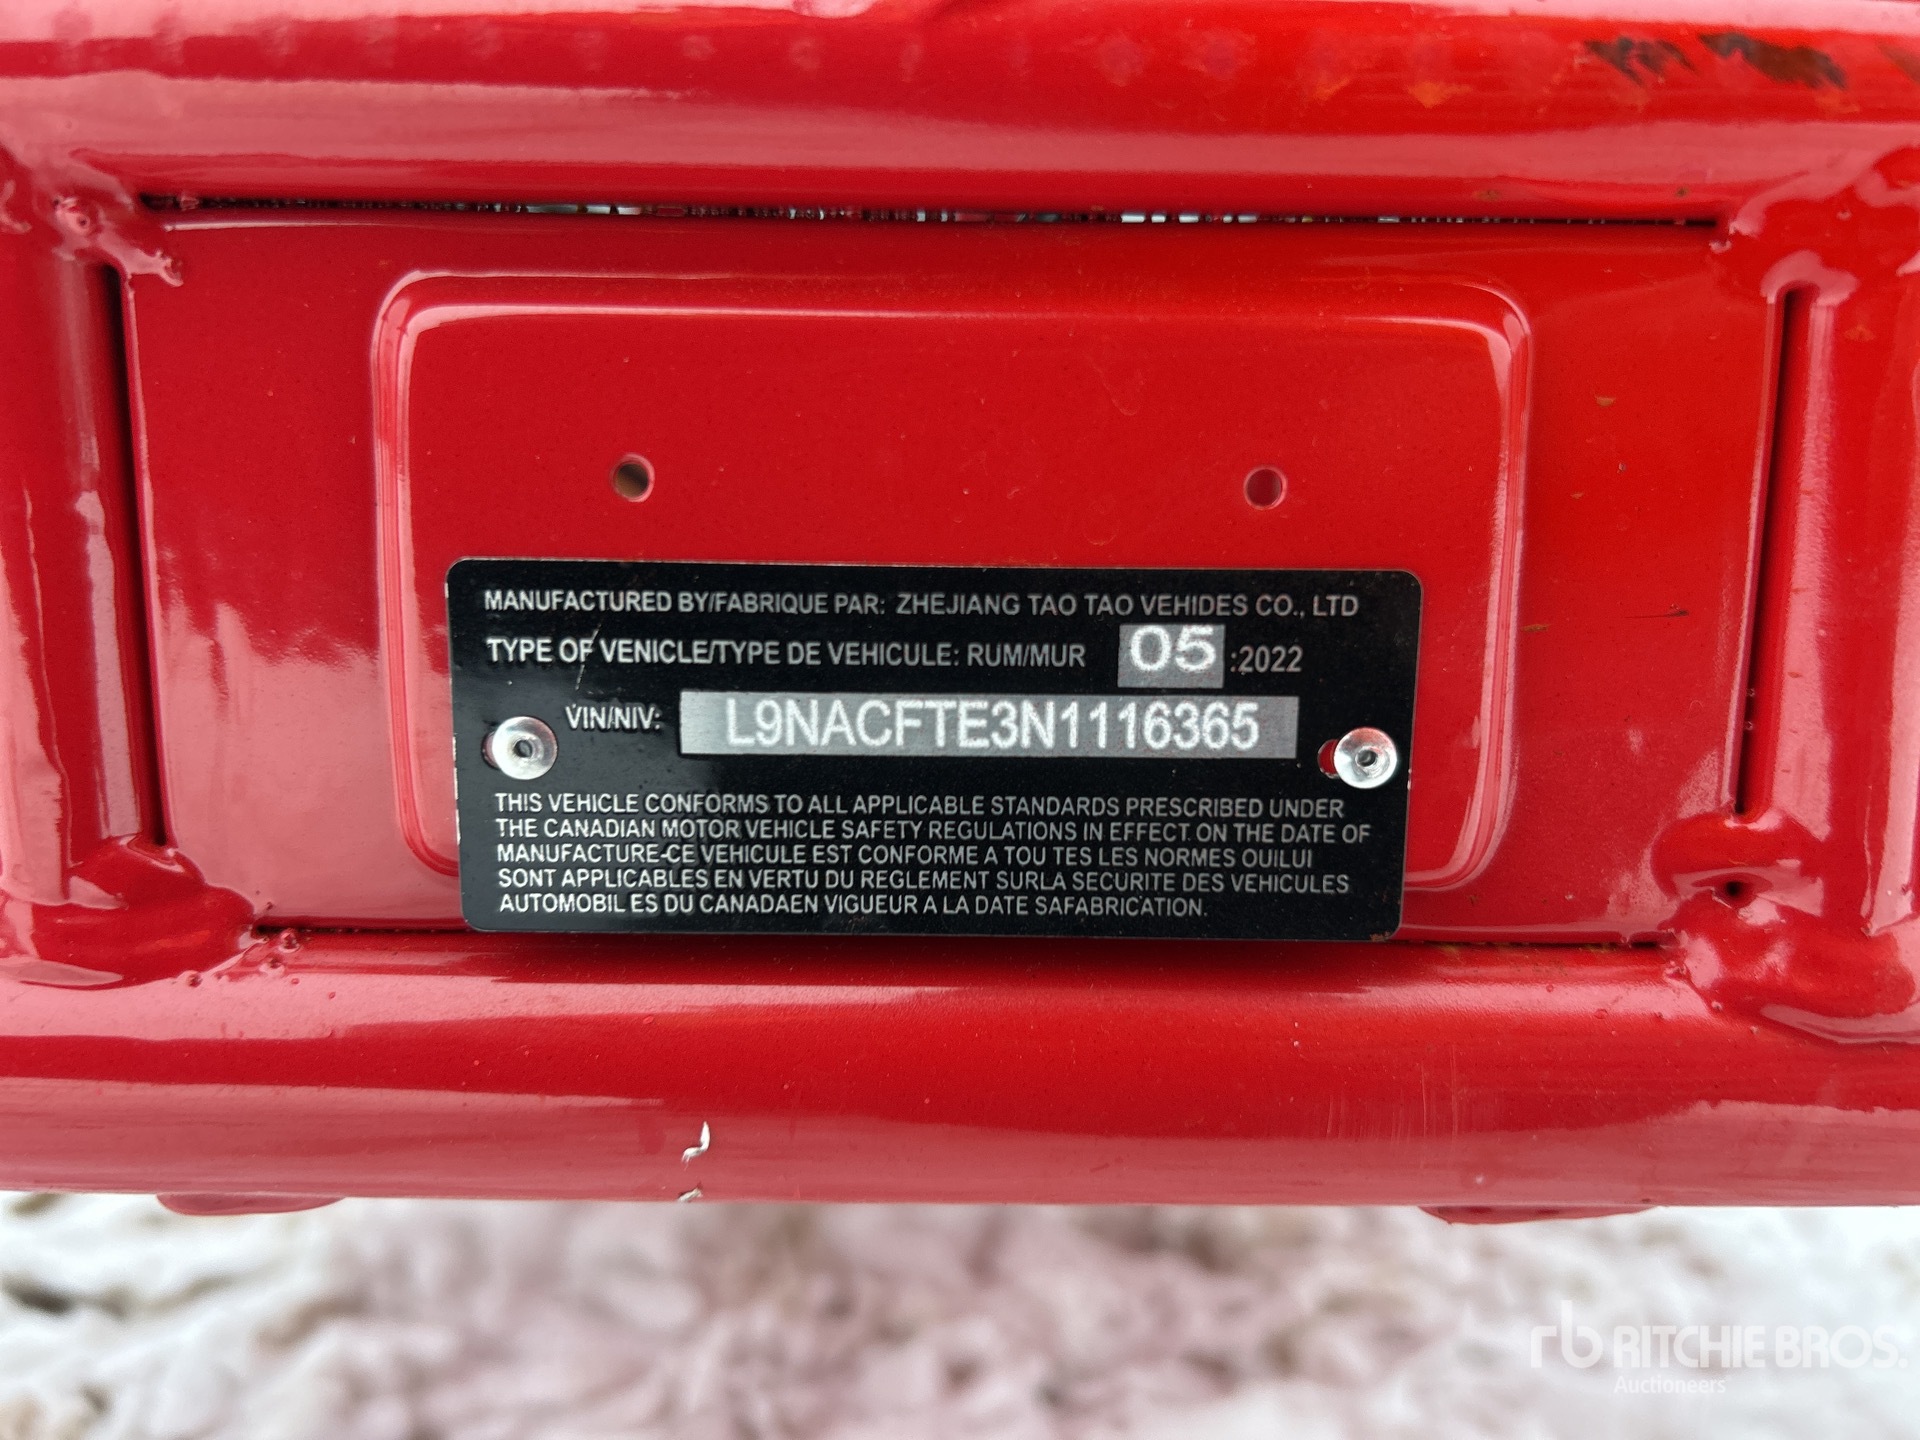 MANUFACTURED BY/FABRIQUE PAR: ZHEJIANG TAO TAO VEHIDES CO., LTD
TYPE OF VENICLE/TYPE DE VEHICULE: RUM/MUR 05 :2022
VIN/NIV: L9NACFTE3N1116365
THIS VEHICLE CONFORMS TO ALL APPLICABLE STANDARDS PRESCRIBED UNDER
THE CANADIAN MOTOR VEHICLE SAFETY REGULATIONS IN EFFECT ON THE DATE OF
MANUFACTURE-CE VEHICULE EST CONFORME A TOU TES LES NORMES OUILUI
SONT APPLICABLES EN VERTU DU REGLEMENT SURLA SECURITE DES VEHICULES
AUTOMOBIL ES DU CANADAEN VIGUEUR A LA DATE SAFABRICATION.
rb RITCHIE BROS.
Auctioneers